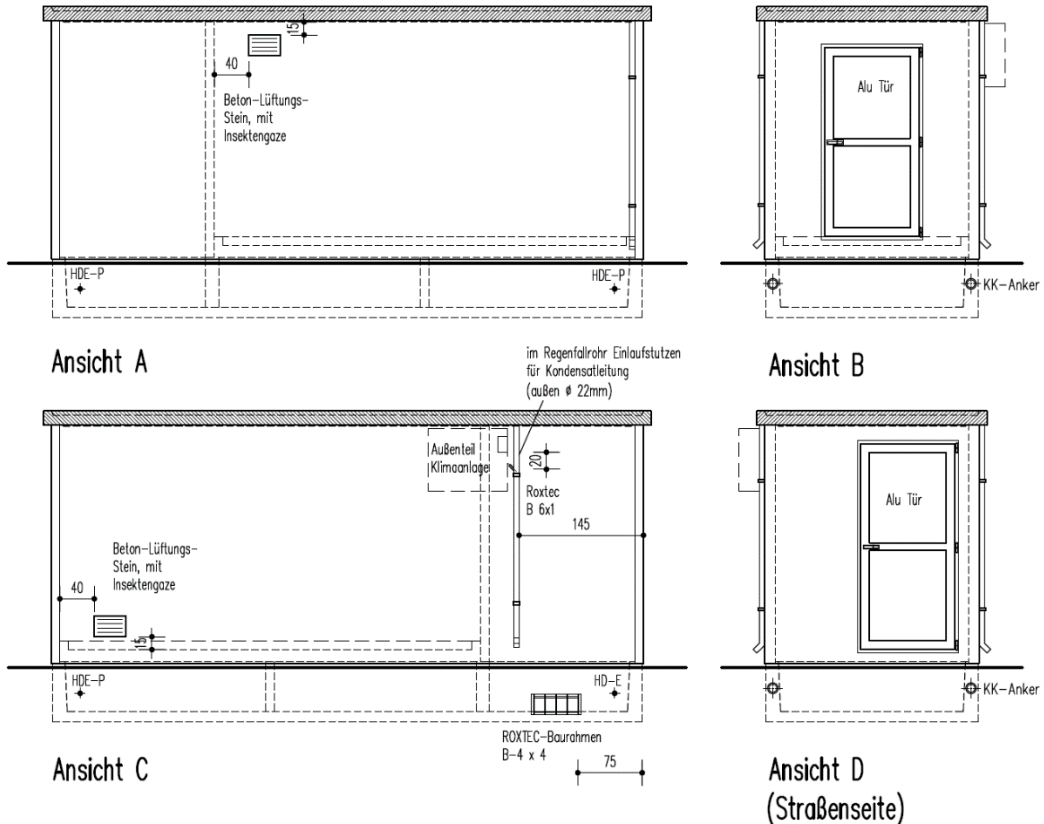 15
40
Beton-Lüftungs-
Stein, mit
Insektengaze
HDE-P
HDE-P
Ansicht A
Alu Tür
KK-Anker
Ansicht B
im Regenfallrohr Einlaufstutzen
für Kondensatleitung
(außen ø 22mm)
Außenteil
Klimaanlage
20
Roxtec
B 6x1
145
Beton-Lüftungs-
Stein, mit
Insektengaze
40
15
HDE-P
HD-E
ROXTEC-Baurahmen
B-4 x 4
75
Ansicht C
Alu Tür
KK-Anker
Ansicht D
(Straßenseite)